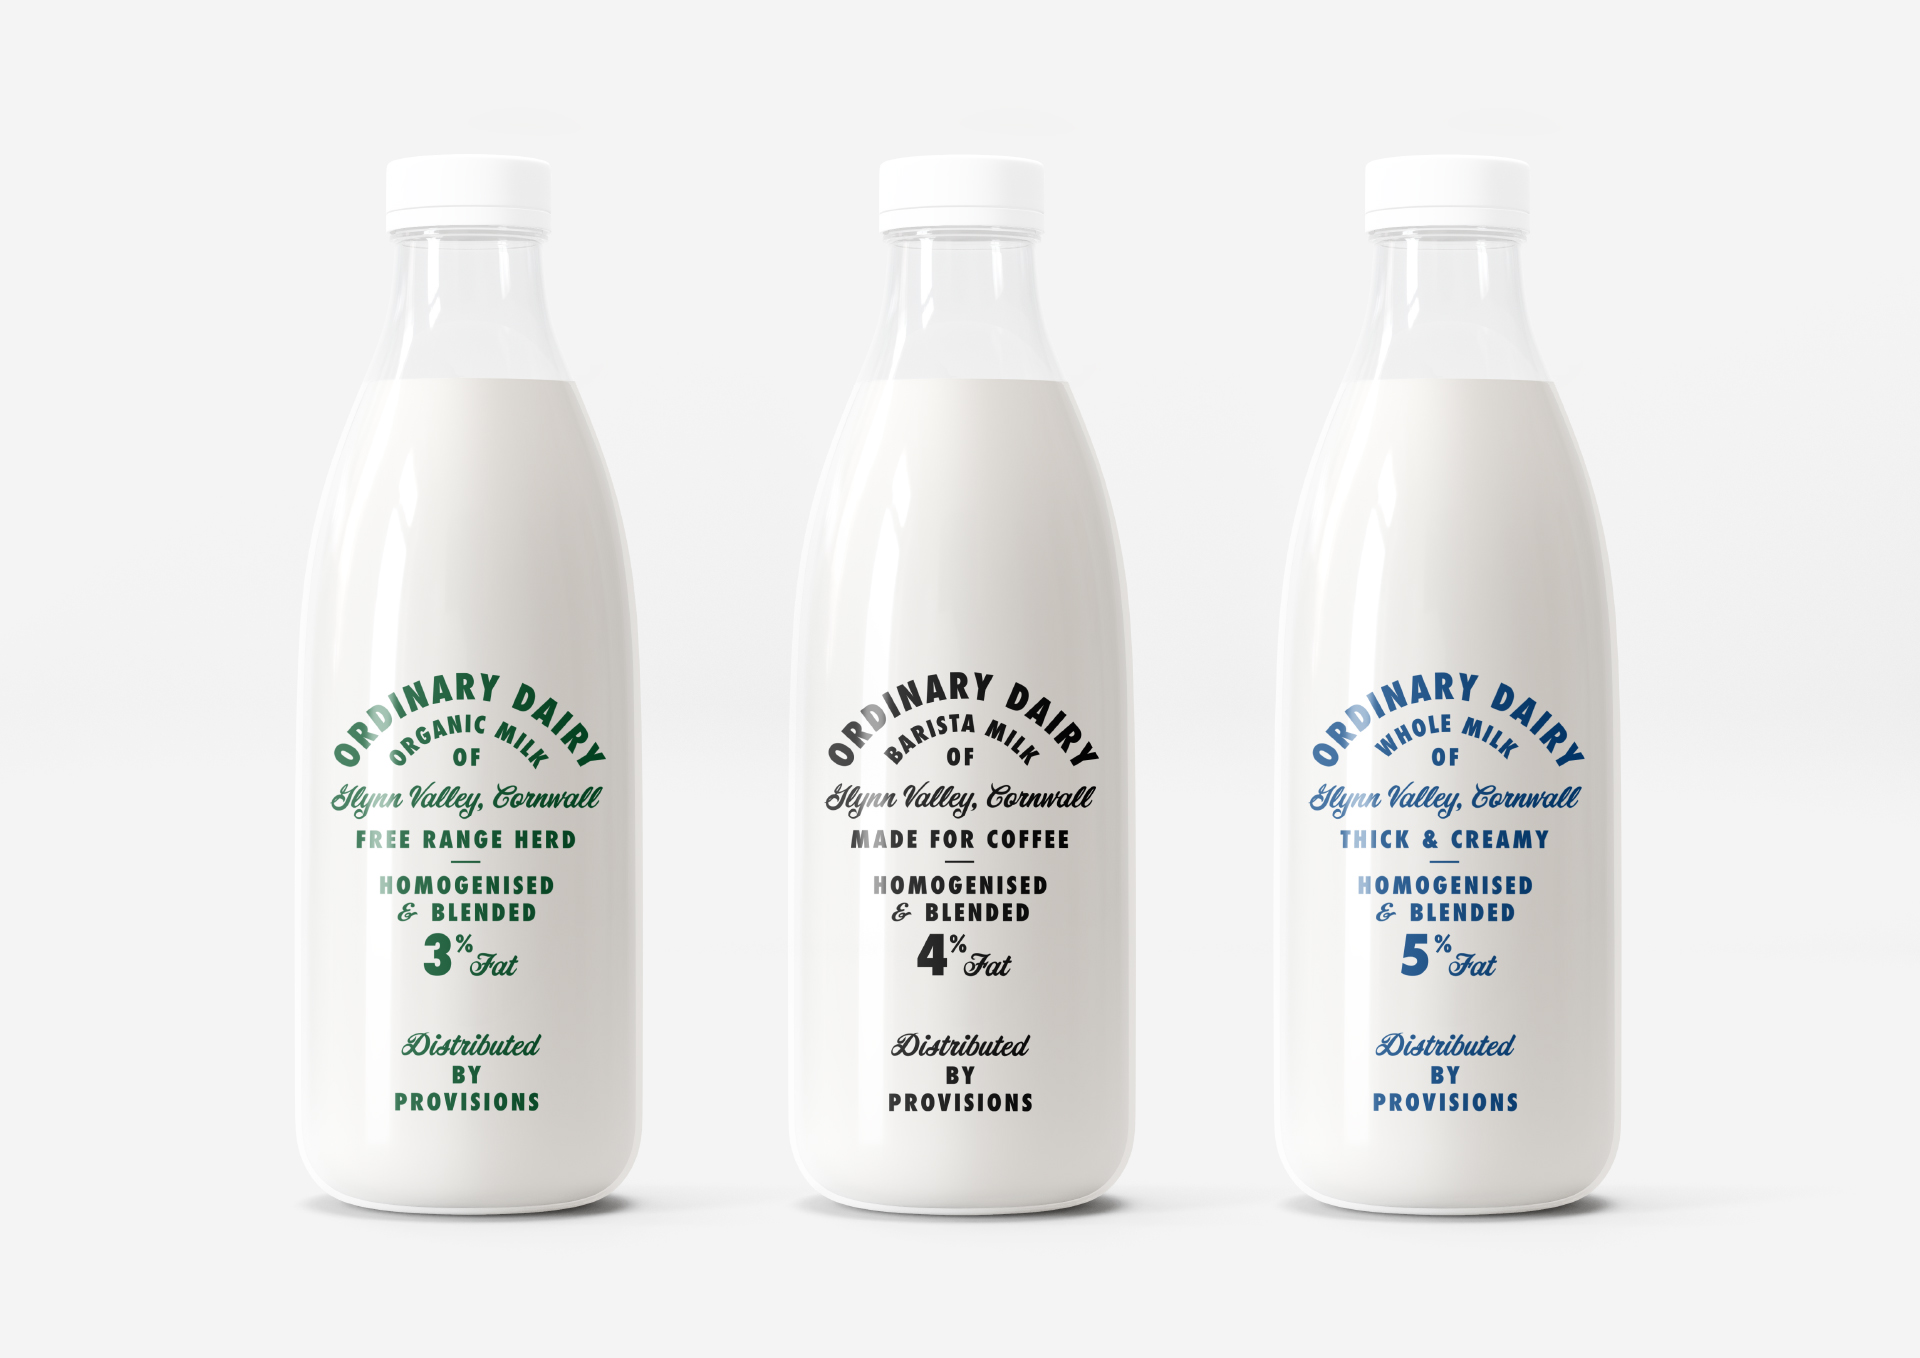 ORDINARY DAIRY
ORGANIC MILK
OF
Glynn Valley, Cornwall
FREE RANGE HERD
HOMOGENISED
& BLENDED
3% Fat
Distributed
BY
PROVISIONS
ORDINARY DAIRY
BARISTA MILK
OF
Glynn Valley, Cornwall
MADE FOR COFFEE
HOMOGENISED
& BLENDED
4% Fat
Distributed
BY
PROVISIONS
ORDINARY DAIRY
WHOLE MILK
OF
Glynn Valley, Cornwall
THICK & CREAMY
HOMOGENISED
& BLENDED
5% Fat
Distributed
BY
PROVISIONS